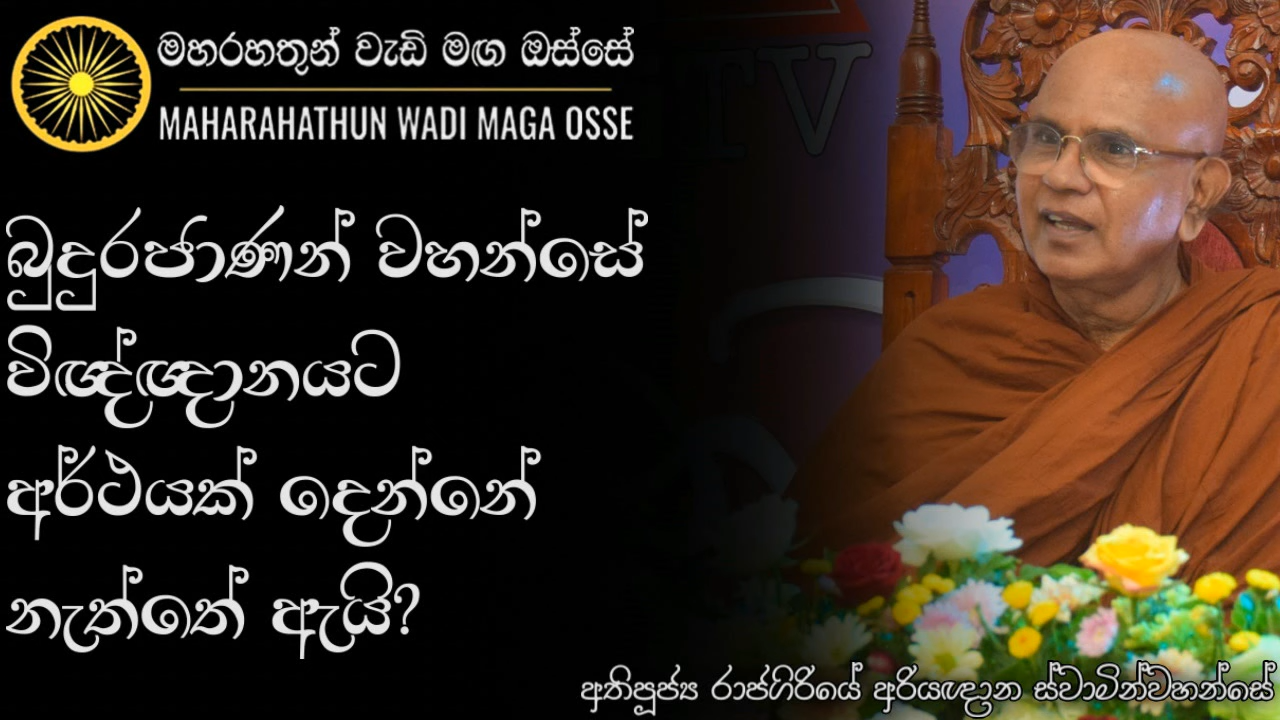 මහරහතුන් වැඩි මඟ ඔස්සේ
MAHARAHATHUN WADI MAGA OSSE
TV
බුදුරජාණන් වහන්සේ
විඤ්ඤානයට
අර්ථයක් දෙන්නේ
නැත්තේ ඇයි?
අතිපූජ්‍ය රාජගිරියේ අරියඥාන ස්වාමින්වහන්සේ